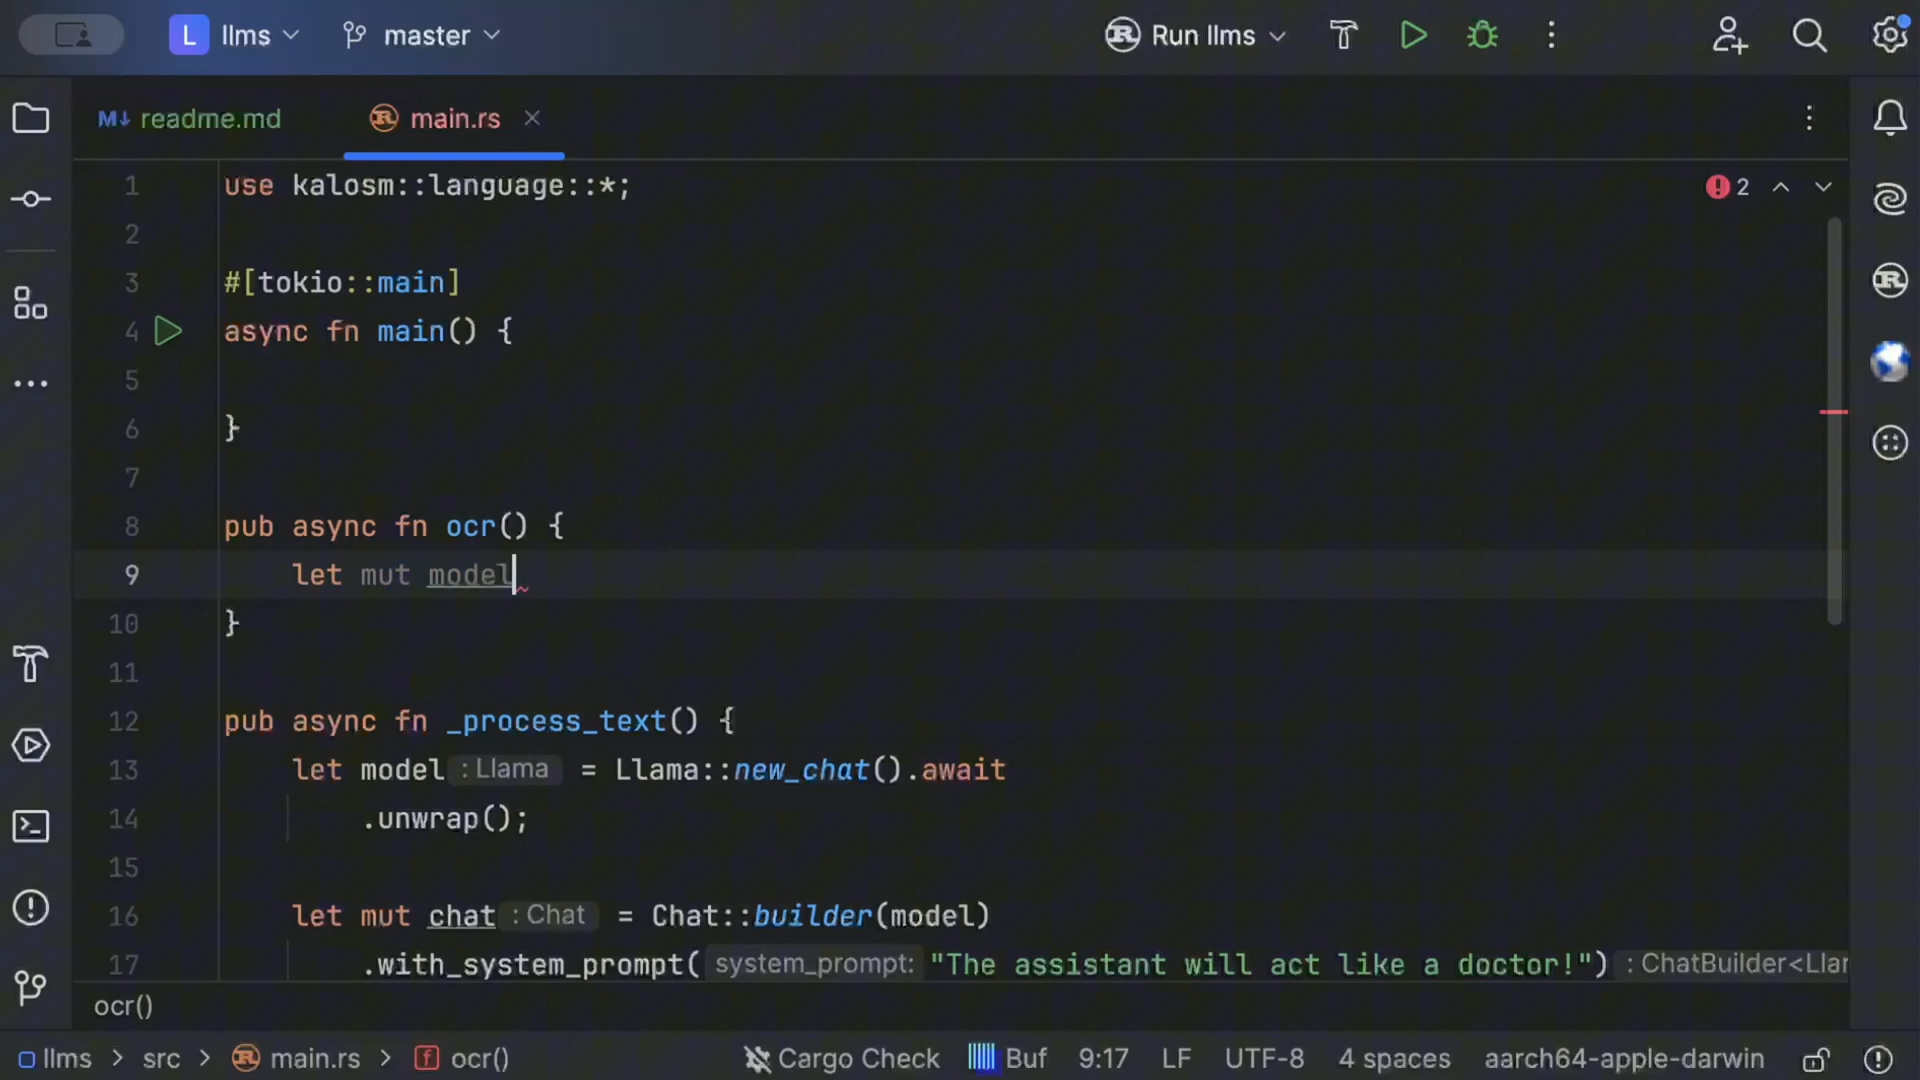 L llms master Run llms
M↓ readme.md main.rs
1 use kalosm::language::*; 2
2
3 #[tokio::main]
4 async fn main() {
5
6 }
7
8 pub async fn ocr() {
9 let mut model
10 }
11
12 pub async fn _process_text() {
13 let model : Llama = Llama::new_chat().await
14 .unwrap();
15
16 let mut chat : Chat = Chat::builder(model)
17 .with_system_prompt( system_prompt: "The assistant will act like a doctor!") : ChatBuilder<Llar
ocr()
llms > src > main.rs > f ocr() Cargo Check Buf 9:17 LF UTF-8 4 spaces aarch64-apple-darwin